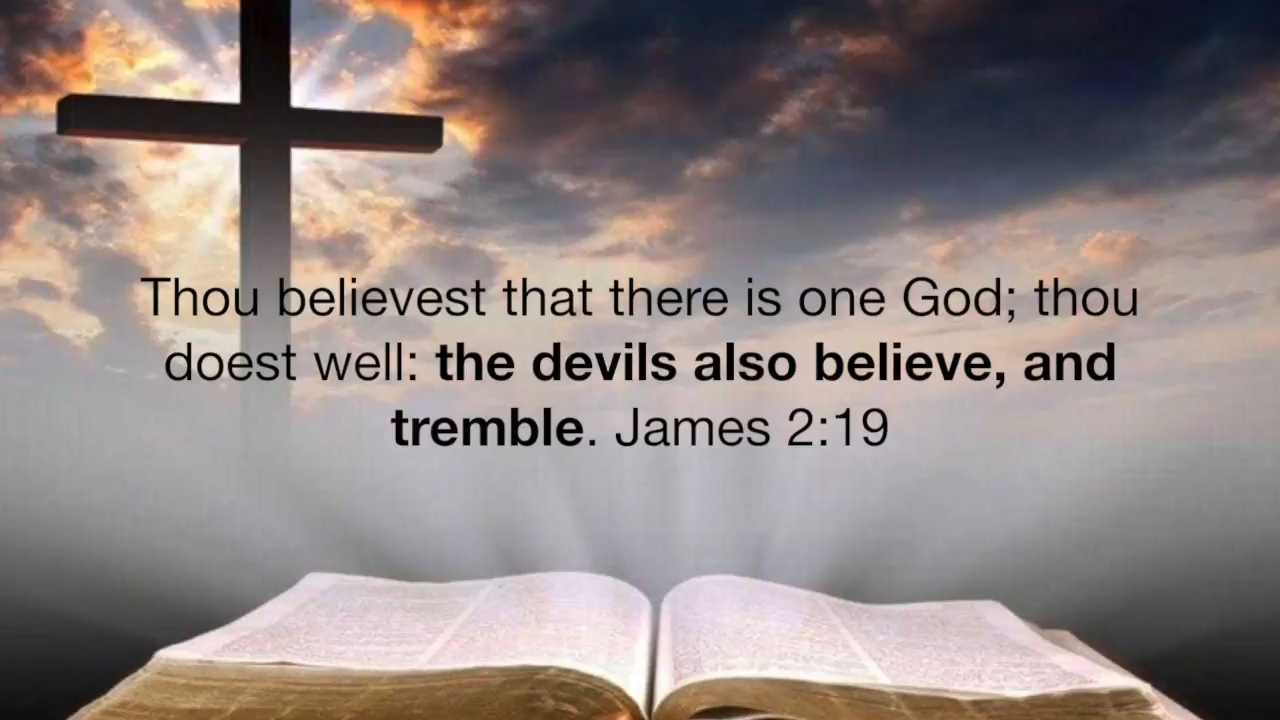 Thou believest that there is one God; thou
doest well: the devils also believe, and
tremble. James 2:19